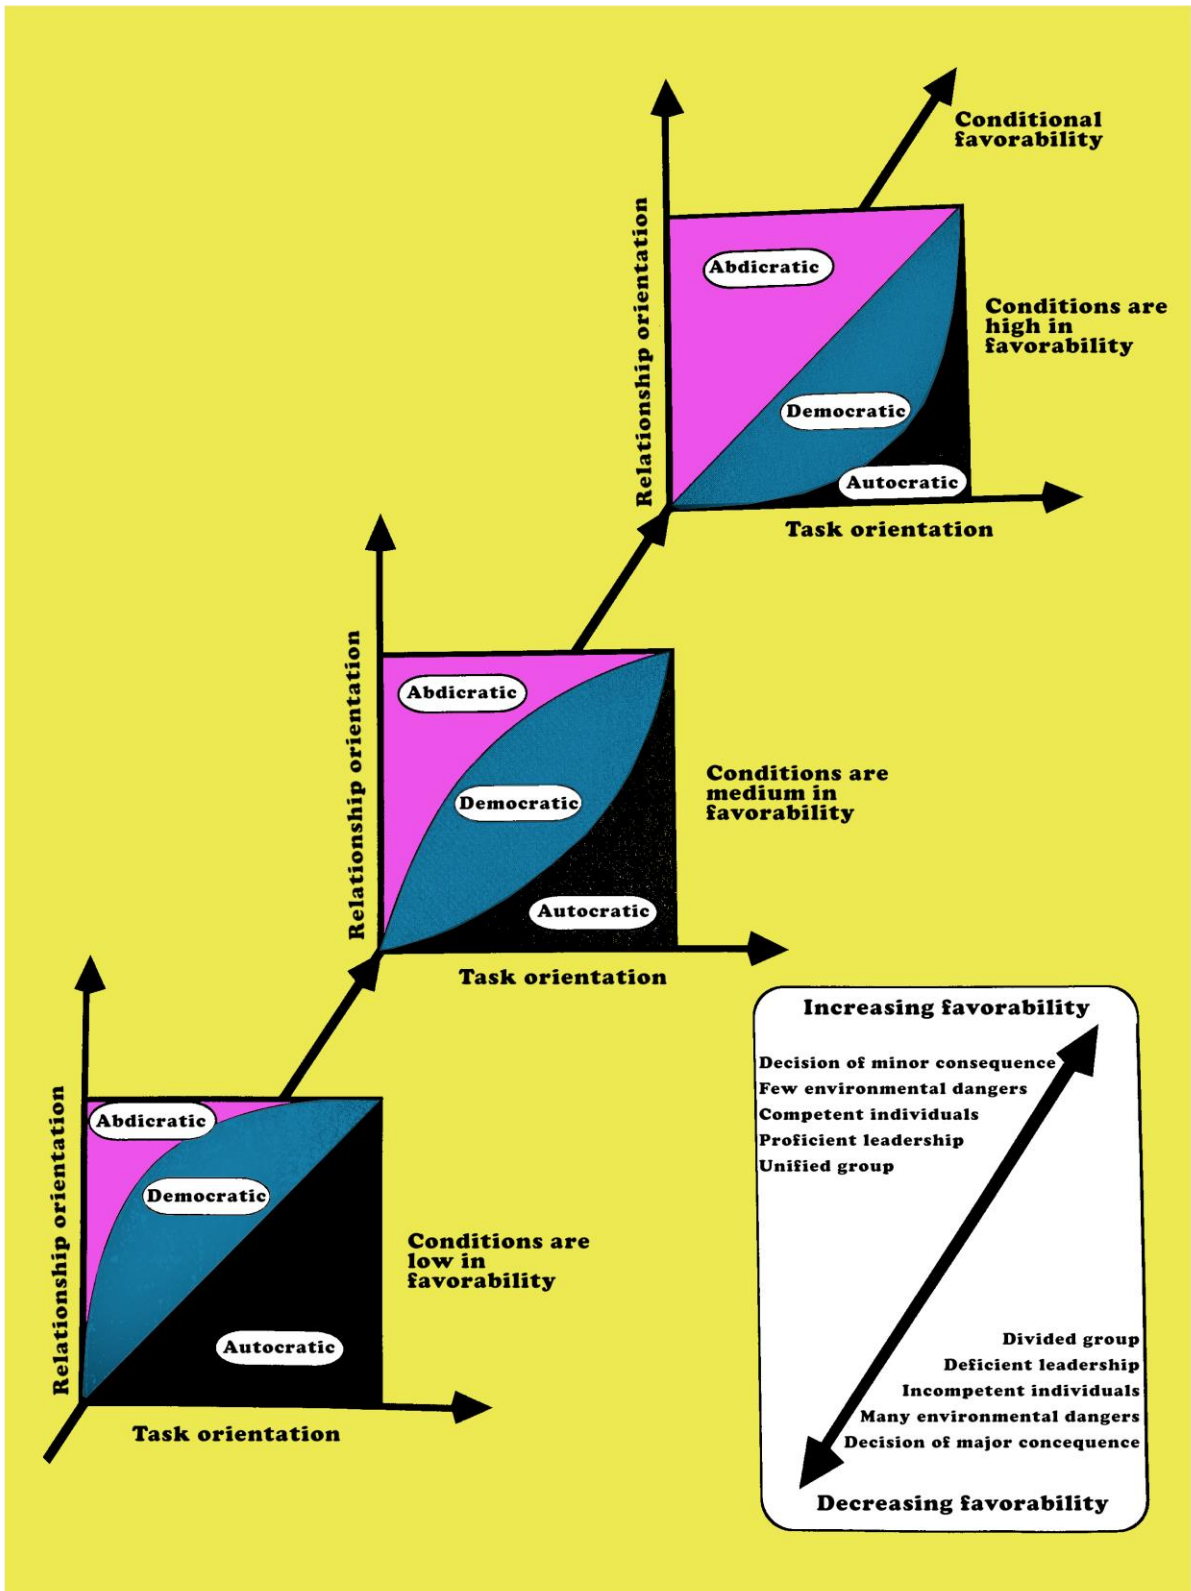 Conditional
favorability
Relationship orientation
Abdicratic
Democratic
Autocratic
Conditions are
high in
favorability
Task orientation
Relationship orientation
Abdicratic
Democratic
Autocratic
Conditions are
medium in
favorability
Task orientation
Relationship orientation
Abdicratic
Democratic
Autocratic
Conditions are
low in
favorability
Task orientation
Increasing favorability
Decision of minor consequence
Few environmental dangers
Competent individuals
Proficient leadership
Unified group
Divided group
Deficient leadership
Incompetent individuals
Many environmental dangers
Decision of major concequence
Decreasing favorability